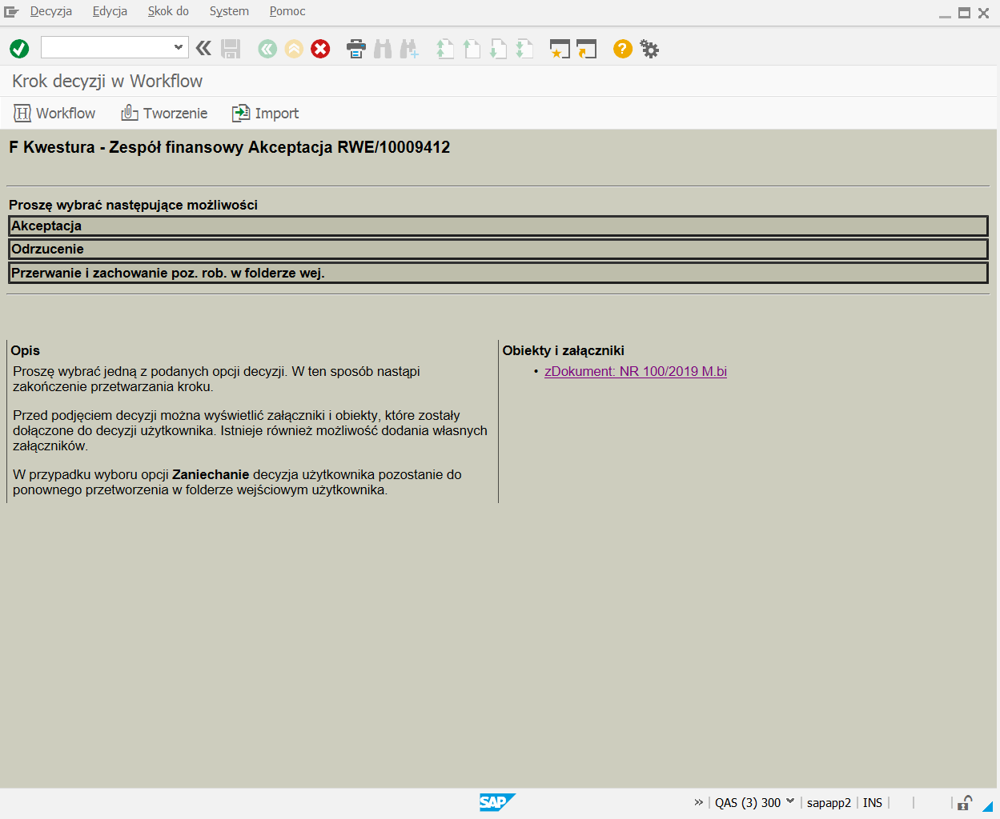 Decyzja Edycja Skok do System Pomoc
Krok decyzji w Workflow
Workflow Tworzenie Import
F Kwestura - Zespół finansowy Akceptacja RWE/10009412
Proszę wybrać następujące możliwości
Akceptacja
Odrzucenie
Przerwanie i zachowanie poz. rob. w folderze wej.
Opis
Proszę wybrać jedną z podanych opcji decyzji. W ten sposób nastąpi
zakończenie przetwarzania kroku.
Przed podjęciem decyzji można wyświetlić załączniki i obiekty, które zostały
dołączone do decyzji użytkownika. Istnieje również możliwość dodania własnych
załączników.
W przypadku wyboru opcji Zaniechanie decyzja użytkownika pozostanie do
ponownego przetworzenia w folderze wejściowym użytkownika.
Obiekty i załączniki
• zDokument: NR 100/2019 M.bi
SAP
QAS (3) 300 sapapp2 INS